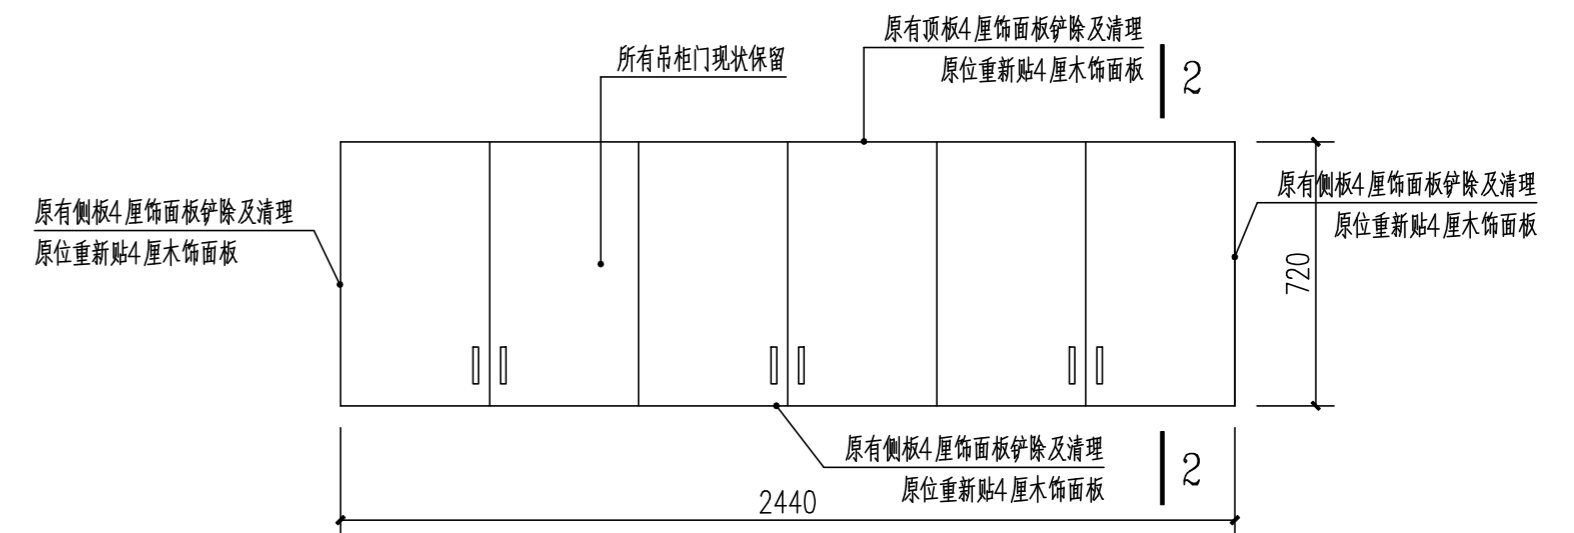 原有顶板4厘饰面板铲除及清理
原位重新贴4厘木饰面板
所有吊柜门现状保留
2
原有侧板4厘饰面板铲除及清理
原位重新贴4厘木饰面板
原有侧板4厘饰面板铲除及清理
原位重新贴4厘木饰面板
720
原有侧板4厘饰面板铲除及清理
原位重新贴4厘木饰面板
2
2440